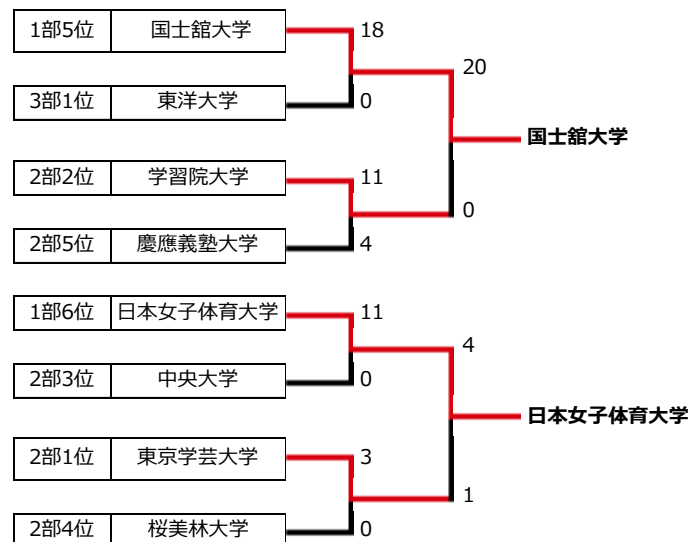 1部5位 国士舘大学 18
20
3部1位 東洋大学 0
国士舘大学
2部2位 学習院大学 11
0
2部5位 慶應義塾大学 4
1部6位 日本女子体育大学 11
4
2部3位 中央大学 0
日本女子体育大学
2部1位 東京学芸大学 3
1
2部4位 桜美林大学 0